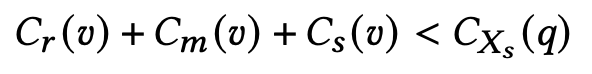 $C_r(v) + C_m(v) + C_s(v) < C_{X_s}(q)$